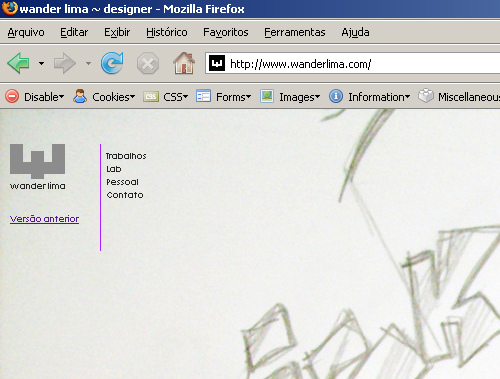 wander lima ~ designer - Mozilla Firefox
Arquivo Editar Exibir Histórico Favoritos Ferramentas Ajuda
http://www.wanderlima.com/
Disable Cookies CSS Forms Images Information Miscellaneous
wander lima
Trabalhos
Lab
Pessoal
Contato
Versão anterior